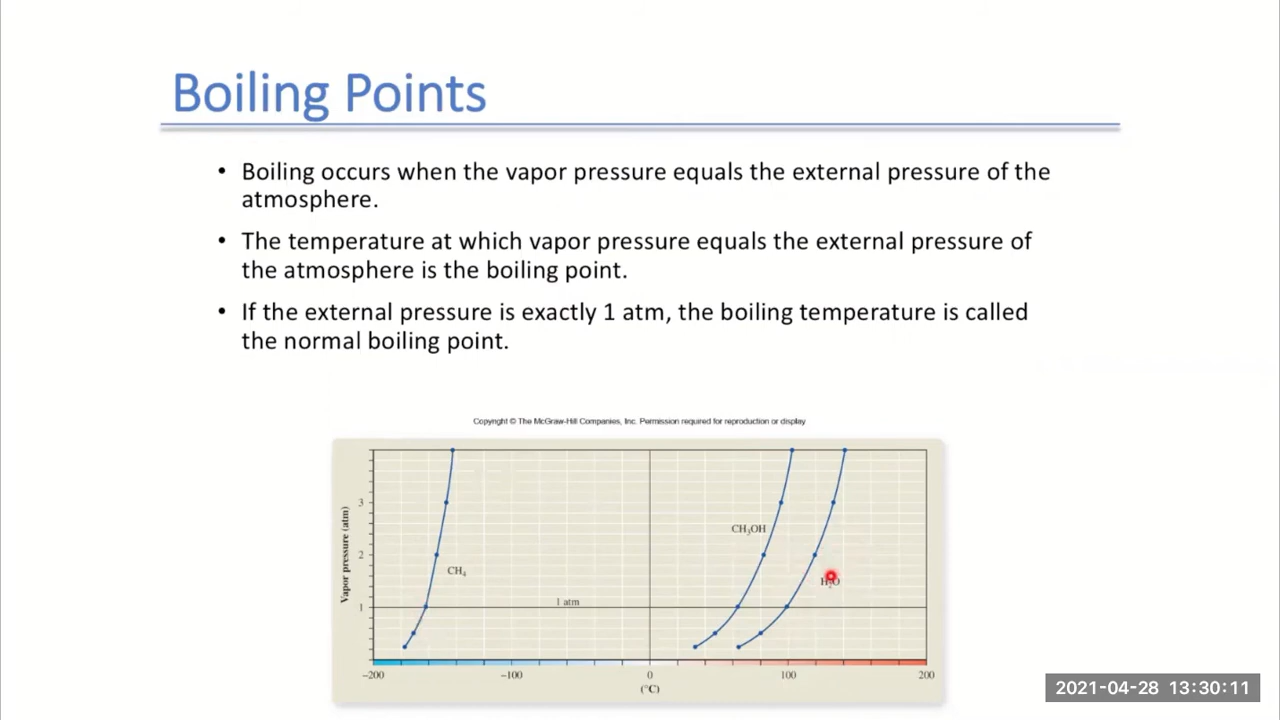 Boiling Points
• Boiling occurs when the vapor pressure equals the external pressure of the
atmosphere.
• The temperature at which vapor pressure equals the external pressure of
the atmosphere is the boiling point.
• If the external pressure is exactly 1 atm, the boiling temperature is called
the normal boiling point.
Copyright © The McGraw-Hill Companies, Inc. Permission required for reproduction or display
Vapor pressure (atm)
3
2
1
CH₃OH
CH₄
H₂O
1 atm
−200
−100
0
100
200
(°C)
2021-04-28 13:30:11